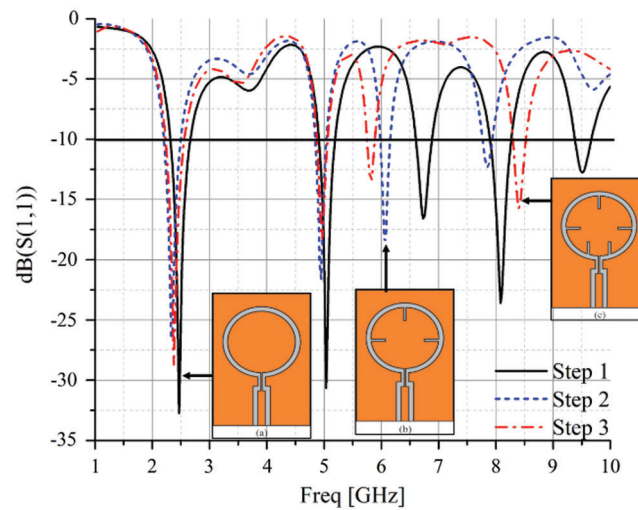 0
-5
-10
-15
-20
-25
-30
-35
dB(S(1,1))
(a)
(b)
(c)
Step 1
Step 2
Step 3
1 2 3 4 5 6 7 8 9 10
Freq [GHz]